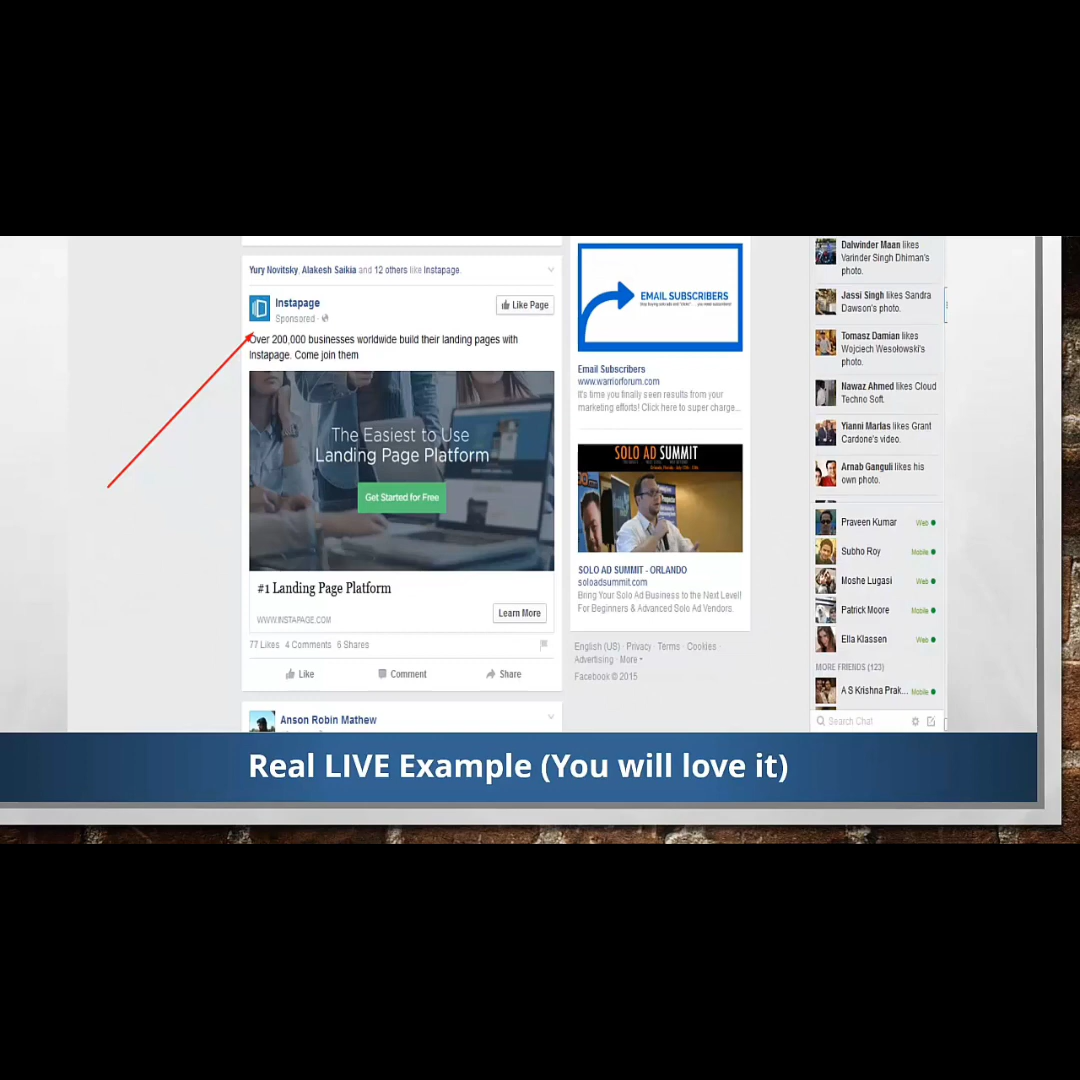 Yury Novitsky, Alakesh Saikia and 12 others like Instapage.
Instapage
Sponsored ·
Like Page
Over 200,000 businesses worldwide build their landing pages with
Instapage. Come join them
The Easiest to Use
Landing Page Platform
Get Started for Free
#1 Landing Page Platform
Learn More
WWW.INSTAPAGE.COM
77 Likes 4 Comments 6 Shares
Like Comment Share
Anson Robin Mathew
EMAIL SUBSCRIBERS
Email Subscribers
www.warriorforum.com
It's time you finally seen results from your
marketing efforts! Click here to super charge...
SOLO AD SUMMIT
SOLO AD SUMMIT - ORLANDO
soloadsummit.com
Bring Your Solo Ad Business to the Next Level!
For Beginners & Advanced Solo Ad Vendors.
English (US) · Privacy · Terms · Cookies ·
Advertising · More
Facebook © 2015
Dalwinder Maan likes
Varinder Singh Dhiman's
photo.
Jassi Singh likes Sandra
Dawson's photo.
Tomasz Damian likes
Wojciech Wesołowski's
photo.
Nawaz Ahmed likes Cloud
Techno Soft.
Yianni Marlas likes Grant
Cardone's video.
Arnab Ganguli likes his
own photo.
Praveen Kumar Web
Subho Roy Mobile
Moshe Lugasi Web
Patrick Moore Mobile
Ella Klassen Web
MORE FRIENDS (123)
A S Krishna Prak... Mobile
Search Chat
Real LIVE Example (You will love it)